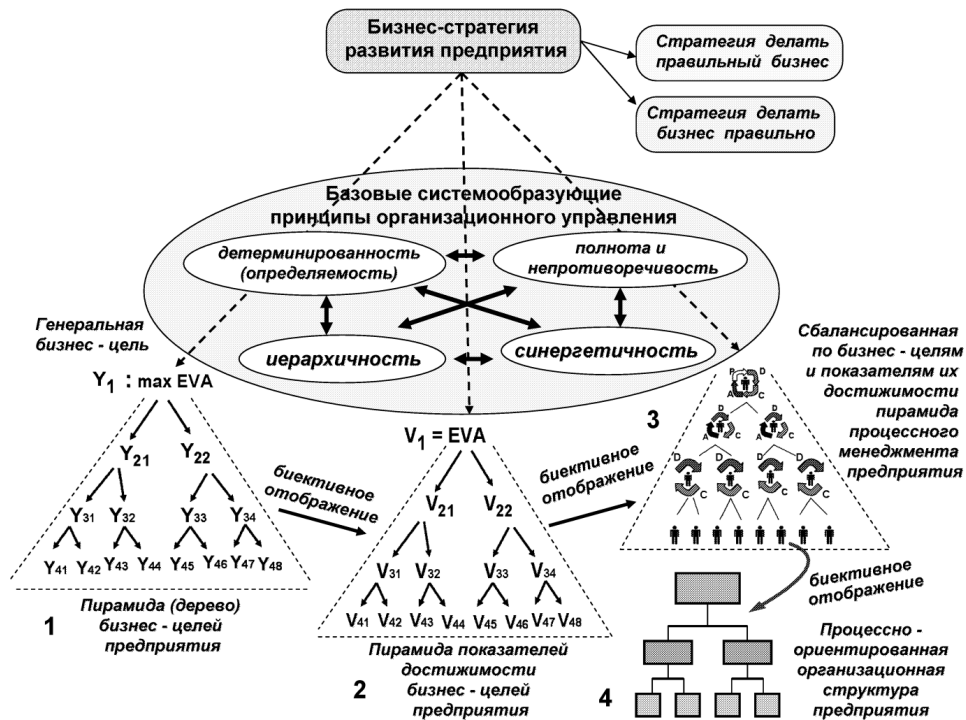 Бизнес-стратегия
развития предприятия
Стратегия делать
правильный бизнес
Стратегия делать
бизнес правильно
Базовые системообразующие
принципы организационного управления
детерминированность
(определяемость)
полнота и
непротиворечивость
иерархичность
синергетичность
Генеральная
бизнес - цель
Y1 : max EVA
Y21 Y22
Y31 Y32 Y33 Y34
Y41 Y42 Y43 Y44 Y45 Y46 Y47 Y48
1
Пирамида (дерево)
бизнес - целей
предприятия
биективное
отображение
V1 = EVA
V21 V22
V31 V32 V33 V34
V41 V42 V43 V44 V45 V46 V47 V48
2
Пирамида показателей
достижимости
бизнес - целей
предприятия
биективное
отображение
3
Сбалансированная
по бизнес - целям
и показателям их
достижимости
пирамида
процессного
менеджмента
предприятия
P D
A C
D D
A C A C
D D D D
C C C C
биективное
отображение
4
Процессно -
ориентированная
организационная
структура
предприятия